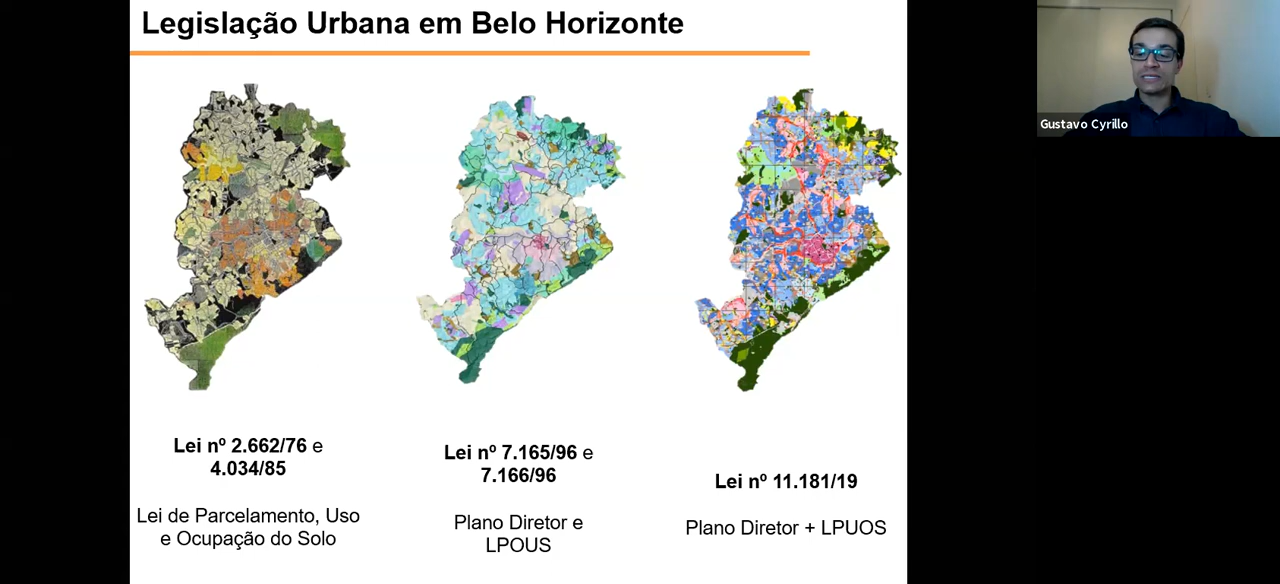 Legislação Urbana em Belo Horizonte
Gustavo Cyrillo
Lei nº 2.662/76 e
4.034/85
Lei de Parcelamento, Uso
e Ocupação do Solo
Lei nº 7.165/96 e
7.166/96
Plano Diretor e
LPOUS
Lei nº 11.181/19
Plano Diretor + LPUOS